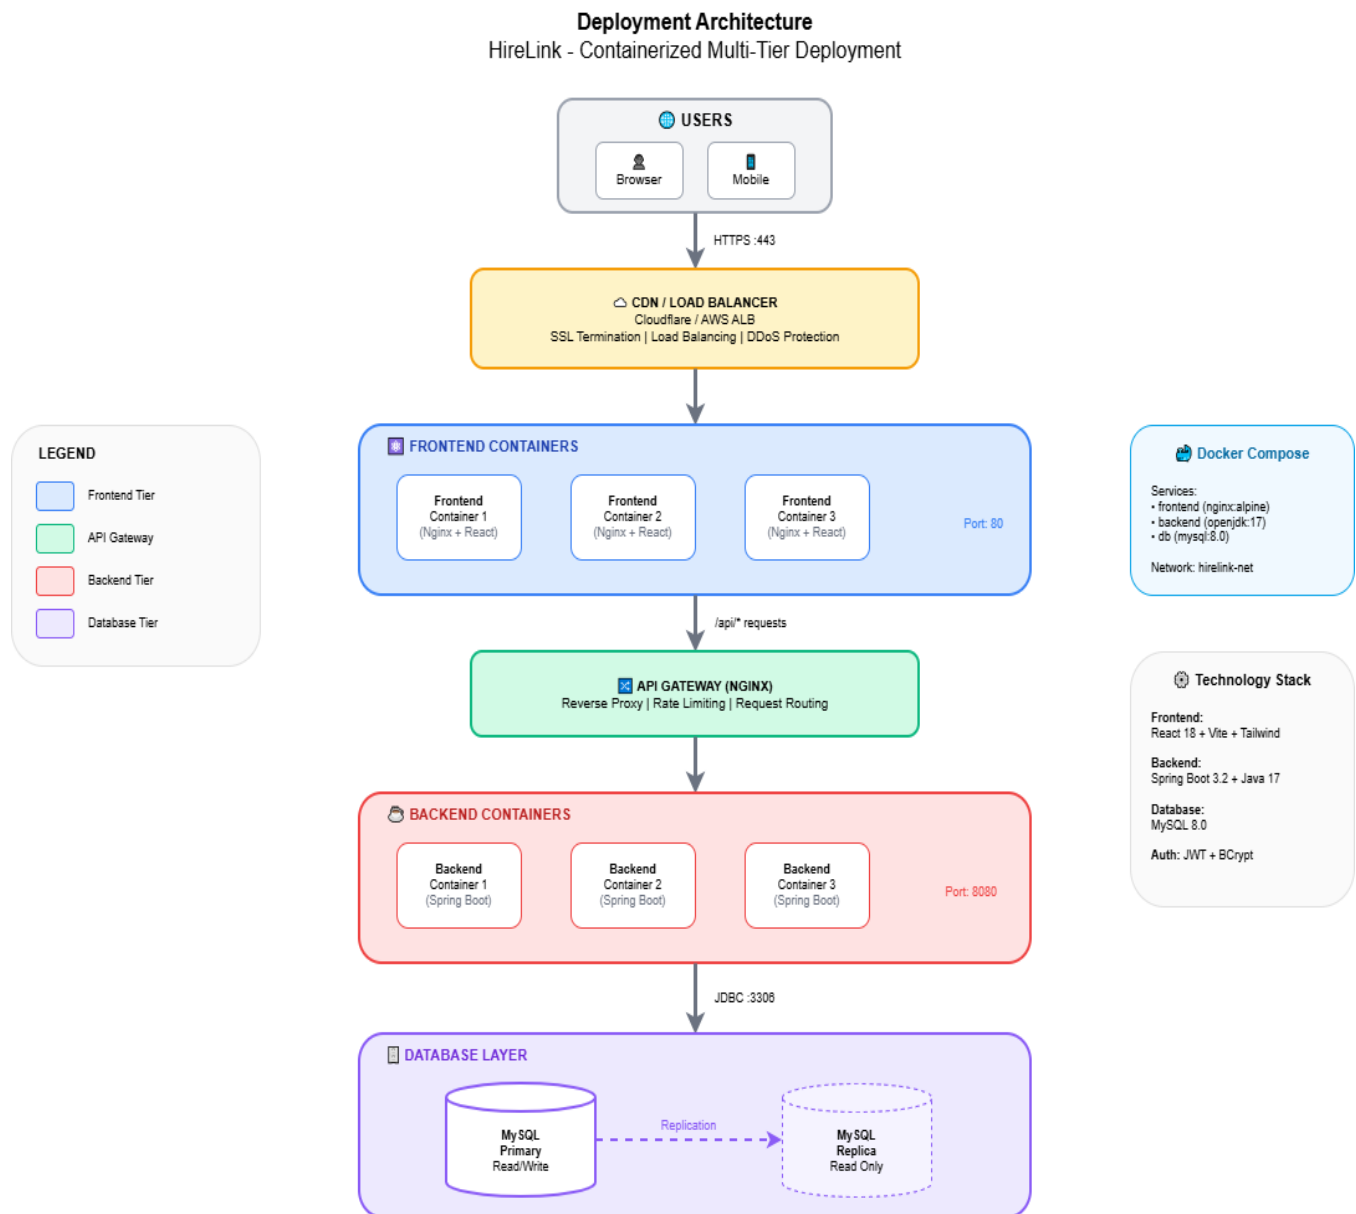 Deployment Architecture
HireLink - Containerized Multi-Tier Deployment
USERS
Browser
Mobile
HTTPS :443
CDN / LOAD BALANCER
Cloudflare / AWS ALB
SSL Termination | Load Balancing | DDoS Protection
LEGEND
Frontend Tier
API Gateway
Backend Tier
Database Tier
FRONTEND CONTAINERS
Frontend
Container 1
(Nginx + React)
Frontend
Container 2
(Nginx + React)
Frontend
Container 3
(Nginx + React)
Port: 80
Docker Compose
Services:
• frontend (nginx:alpine)
• backend (openjdk:17)
• db (mysql:8.0)
Network: hirelink-net
/api/* requests
API GATEWAY (NGINX)
Reverse Proxy | Rate Limiting | Request Routing
Technology Stack
Frontend:
React 18 + Vite + Tailwind
Backend:
Spring Boot 3.2 + Java 17
Database:
MySQL 8.0
Auth: JWT + BCrypt
BACKEND CONTAINERS
Backend
Container 1
(Spring Boot)
Backend
Container 2
(Spring Boot)
Backend
Container 3
(Spring Boot)
Port: 8080
JDBC :3306
DATABASE LAYER
MySQL
Primary
Read/Write
Replication
MySQL
Replica
Read Only